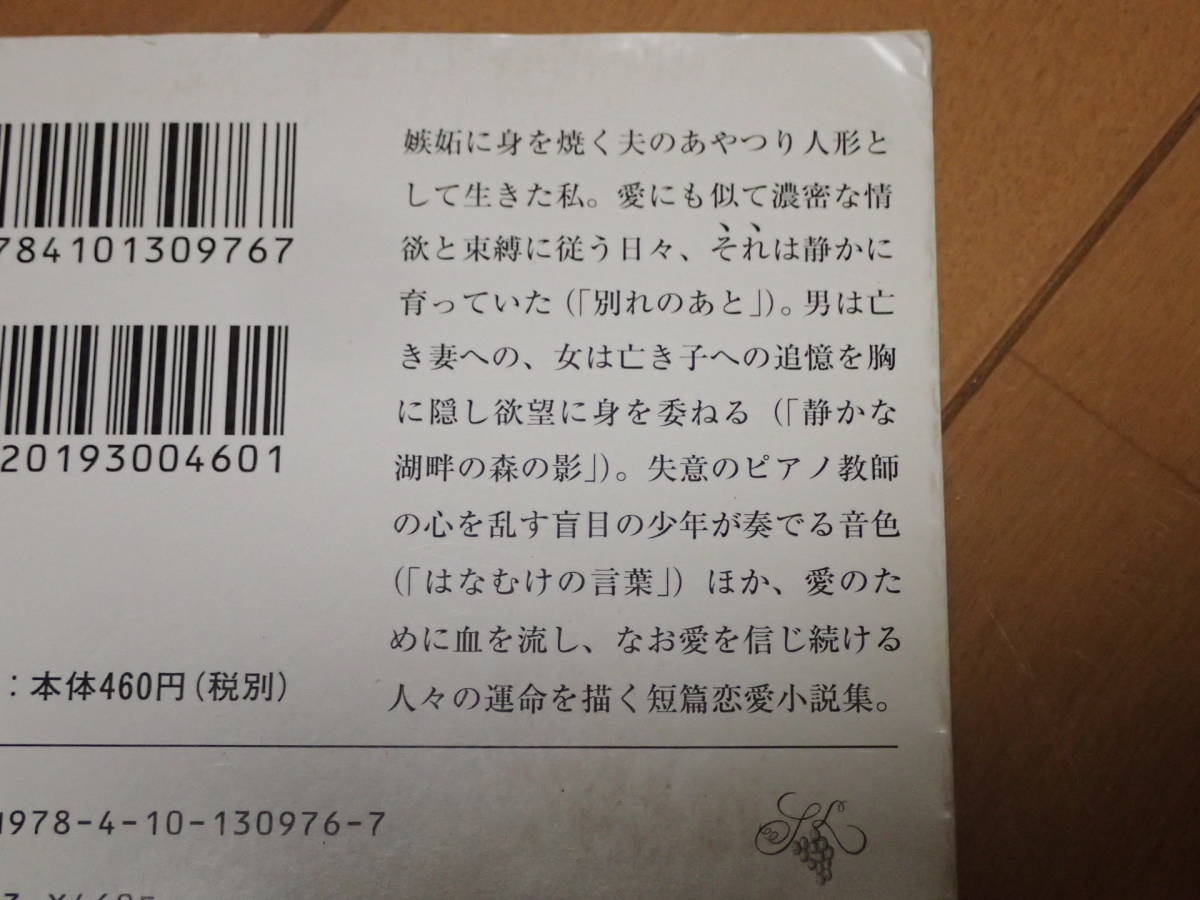 784101309767
20193004601
：本体460円（税別）
嫉妬に身を焼く夫のあやつり人形と
して生きた私。愛にも似て濃密な情
欲と束縛に従う日々、それは静かに
育っていた（「別れのあと」）。男は亡
き妻への、女は亡き子への追憶を胸
に隠し欲望に身を委ねる（「静かな
湖畔の森の影」）。失意のピアノ教師
の心を乱す盲目の少年が奏でる音色
（「はなむけの言葉」）ほか、愛のた
めに血を流し、なお愛を信じ続ける
人々の運命を描く短篇恋愛小説集。
978-4-10-130976-7